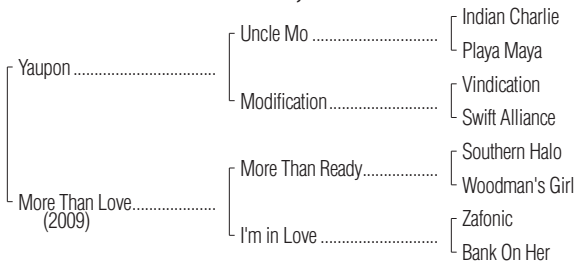 Indian Charlie
Uncle Mo ................................
Playa Maya
Yaupon ....................................
Vindication
Modification............................
Swift Alliance
Southern Halo
More Than Ready...................
Woodman's Girl
More Than Love.....................
(2009)
Zafonic
I'm in Love ..............................
Bank On Her